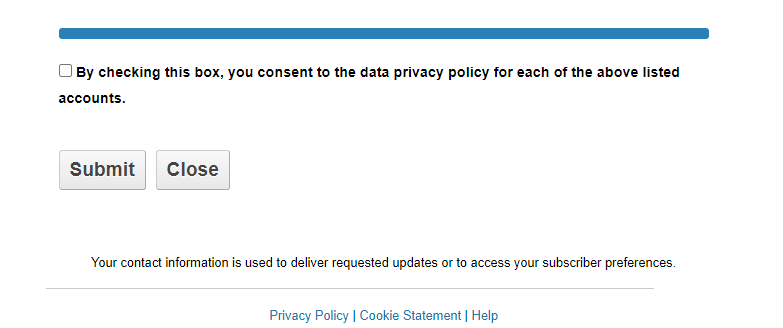 By checking this box, you consent to the data privacy policy for each of the above listed
accounts.
Submit Close
Your contact information is used to deliver requested updates or to access your subscriber preferences.
Privacy Policy | Cookie Statement | Help